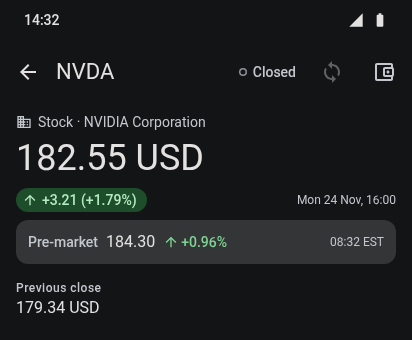 14:32
NVDA
Closed
Stock · NVIDIA Corporation
182.55 USD
+3.21 (+1.79%)
Mon 24 Nov, 16:00
Pre-market 184.30 +0.96% 08:32 EST
Previous close
179.34 USD